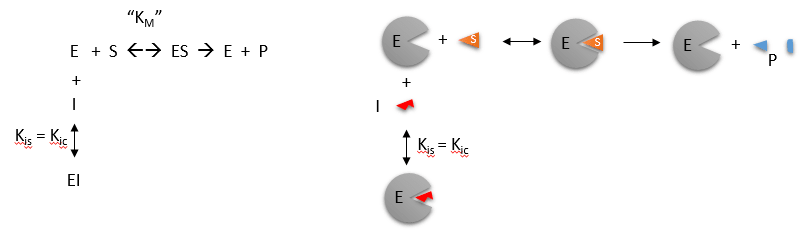 “KM”
E + S ←→ ES → E + P
+
I
Kis = Kic
EI
E + S E S E +
P
+
I
Kis = Kic
E